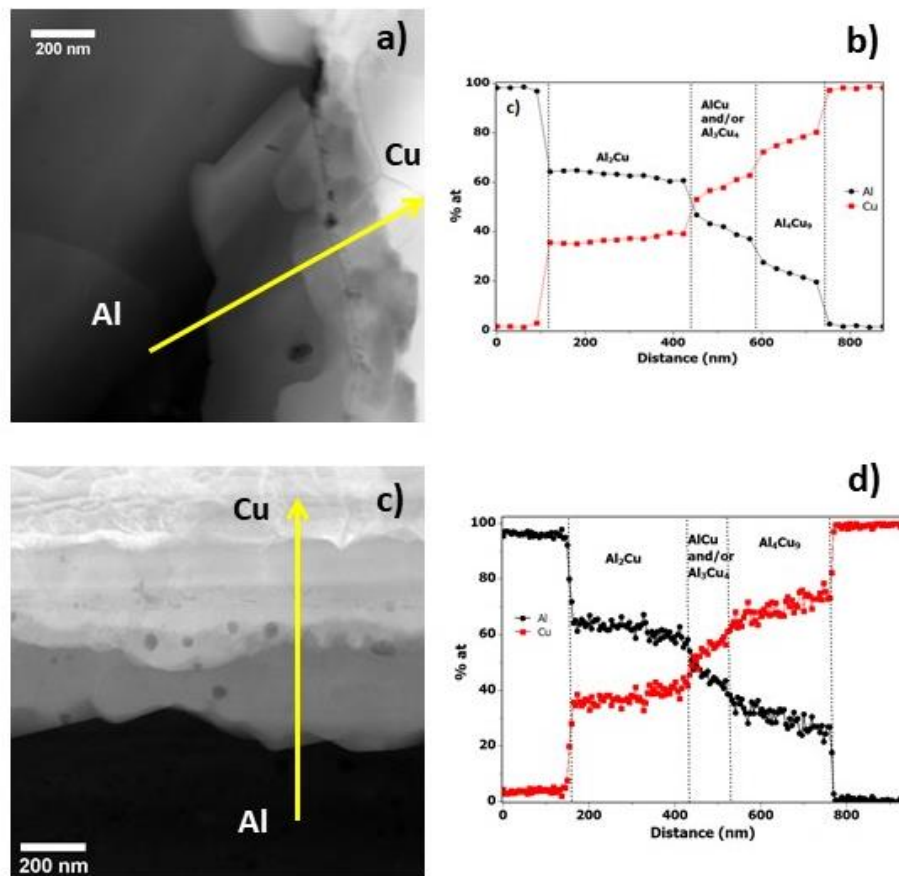 a)
200 nm
Cu
Al
b)
c)
100
80
60
40
20
0
% at
Al₂Cu
AlCu
and/or
Al₃Cu₄
Al₄Cu₉
Al
Cu
0 200 400 600 800
Distance (nm)
c)
Cu
Al
200 nm
d)
100
80
60
40
20
0
% at
Al₂Cu
AlCu
and/or
Al₃Cu₄
Al₄Cu₉
Al
Cu
0 200 400 600 800
Distance (nm)